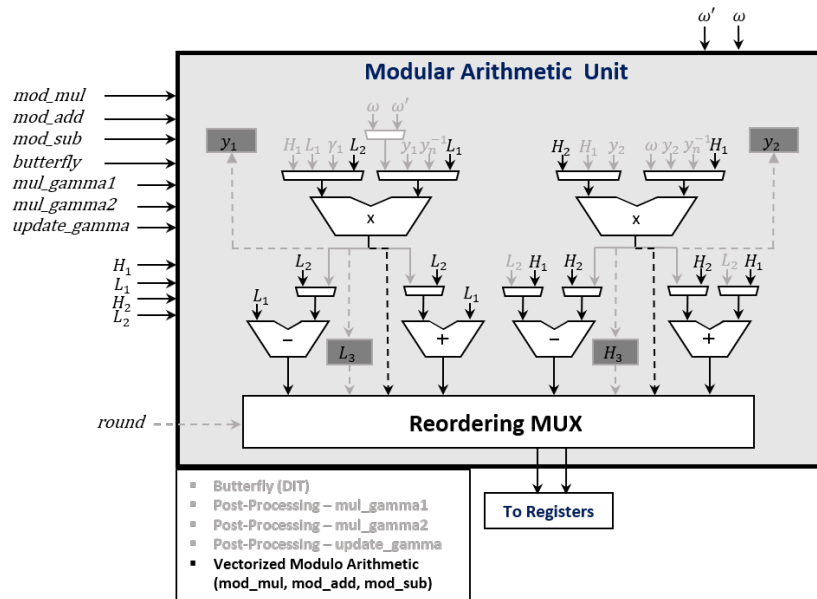 ω′ ω
Modular Arithmetic Unit
mod_mul
mod_add
mod_sub
butterfly
mul_gamma1
mul_gamma2
update_gamma
H₁
L₁
H₂
L₂
ω ω′
y₁
H₁ L₁ γ₁ L₂ y₁ yₙ⁻¹ L₁
H₂ H₁ y₂ ω y₂ yₙ⁻¹ H₁
y₂
x x
L₂ L₂ L₂ H₁ H₂ H₂ L₂ H₁
L₁ L₁
− + − +
L₃ H₃
round
Reordering MUX
To Registers
Butterfly (DIT)
Post-Processing – mul_gamma1
Post-Processing – mul_gamma2
Post-Processing – update_gamma
Vectorized Modulo Arithmetic
(mod_mul, mod_add, mod_sub)